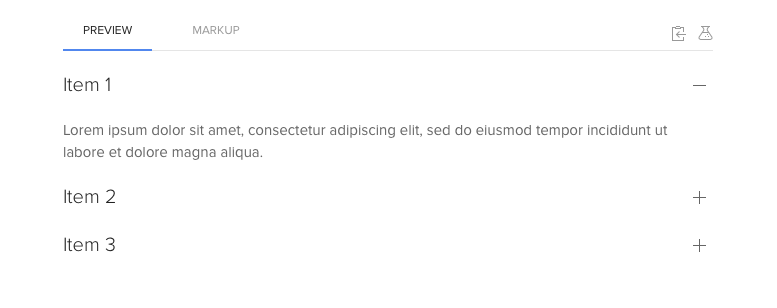 PREVIEW MARKUP
Item 1
Lorem ipsum dolor sit amet, consectetur adipiscing elit, sed do eiusmod tempor incididunt ut
labore et dolore magna aliqua.
Item 2
Item 3